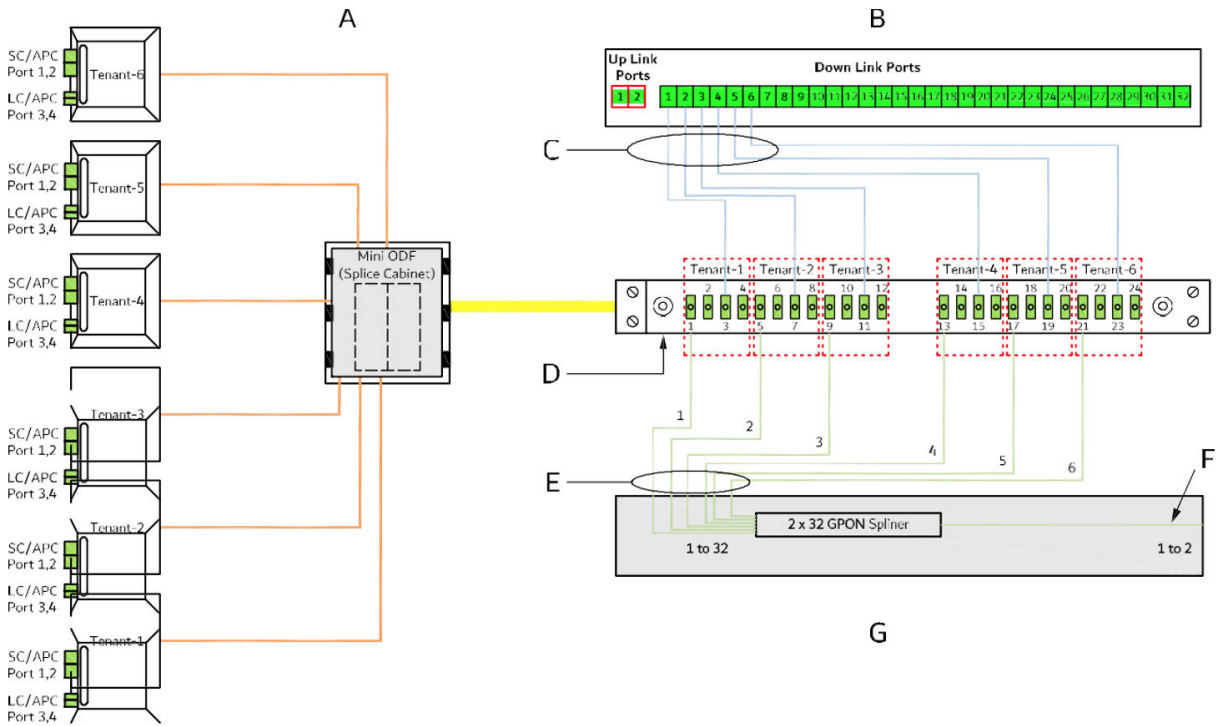 A
B
SC/APC
Port 1,2
LC/APC
Port 3,4
Tenant-6
SC/APC
Port 1,2
LC/APC
Port 3,4
Tenant-5
SC/APC
Port 1,2
LC/APC
Port 3,4
Tenant-4
SC/APC
Port 1,2
LC/APC
Port 3,4
Tenant-3
SC/APC
Port 1,2
LC/APC
Port 3,4
Tenant-2
SC/APC
Port 1,2
LC/APC
Port 3,4
Tenant-1
Mini ODF
(Splice Cabinet)
Up Link
Ports
1 2
Down Link Ports
1 2 3 4 5 6 7 8 9 10 11 12 13 14 15 16 17 18 19 20 21 22 23 24 25 26 27 28 29 30 31 32
C
Tenant-1 Tenant-2 Tenant-3 Tenant-4 Tenant-5 Tenant-6
2 4 6 8 10 12 14 16 18 20 22 24
1 3 5 7 9 11 13 15 17 19 21 23
D
1
2
3
4
5
6
E
F
2 x 32 GPON Spliner
1 to 32
1 to 2
G